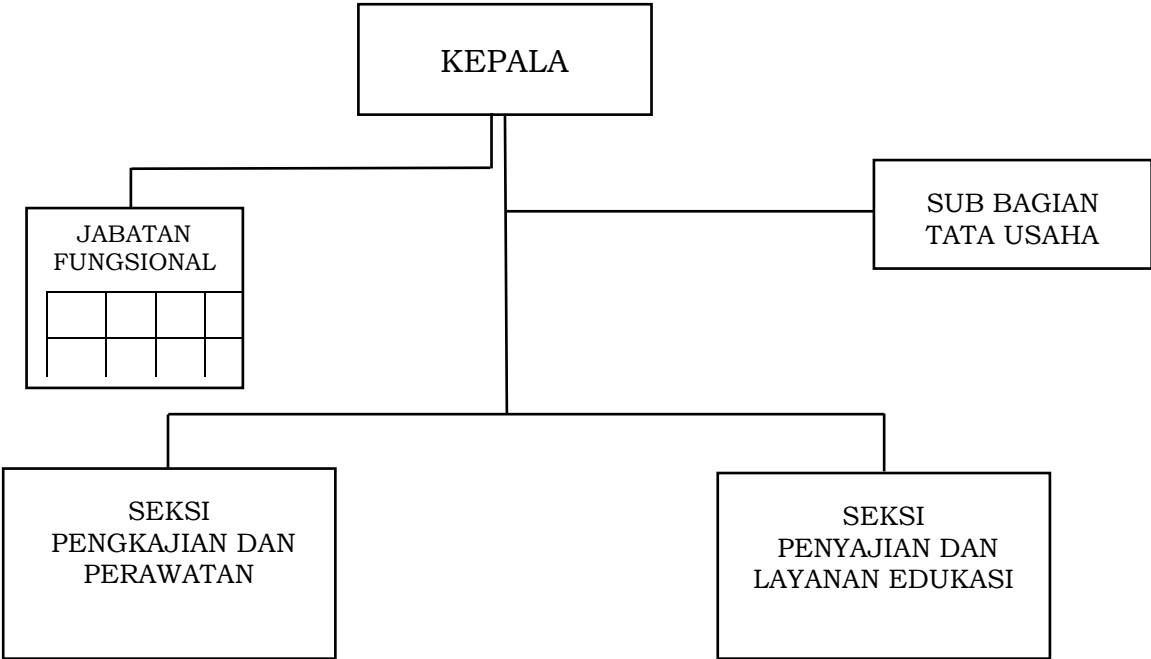 KEPALA
SUB BAGIAN
TATA USAHA
JABATAN
FUNGSIONAL
SEKSI
PENGKAJIAN DAN
PERAWATAN
SEKSI
PENYAJIAN DAN
LAYANAN EDUKASI